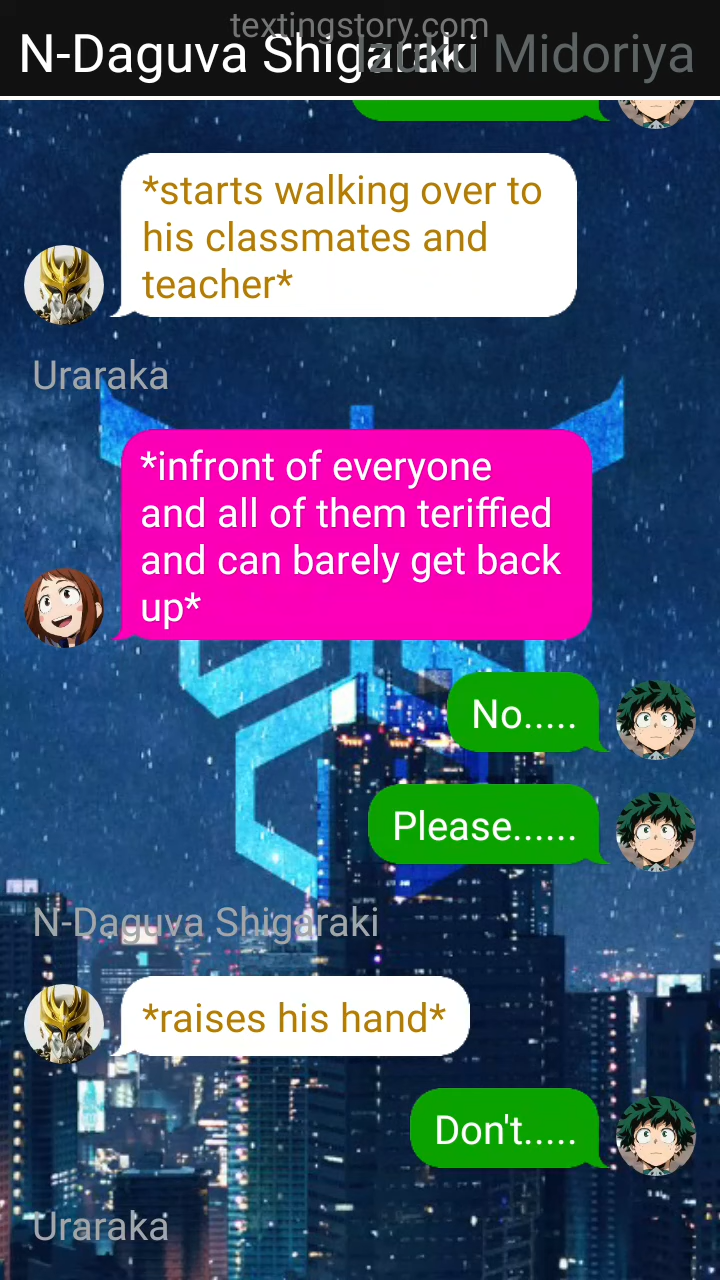 textingstory.com
N-Daguva Shigaraki
Izuku Midoriya
*starts walking over to
his classmates and
teacher*
Uraraka
*infront of everyone
and all of them teriffied
and can barely get back
up*
No.....
Please......
N-Daguva Shigaraki
*raises his hand*
Don't.....
Uraraka